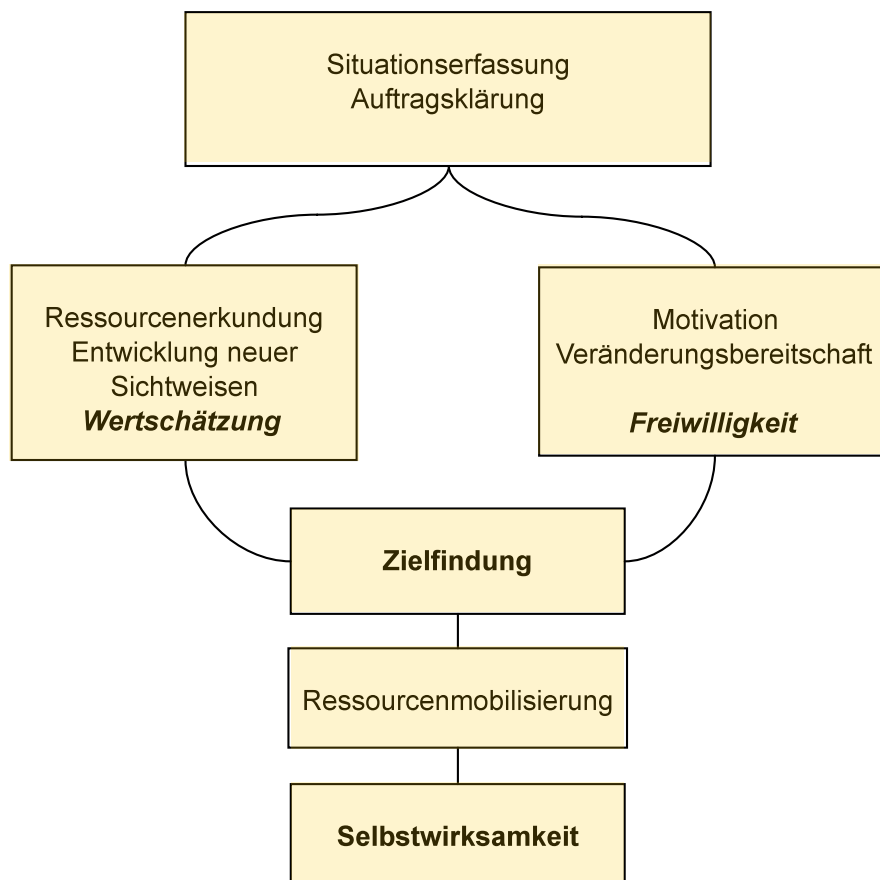 Situationserfassung
Auftragsklärung
Ressourcenerkundung
Entwicklung neuer
Sichtweisen
Wertschätzung
Motivation
Veränderungsbereitschaft
Freiwilligkeit
Zielfindung
Ressourcenmobilisierung
Selbstwirksamkeit